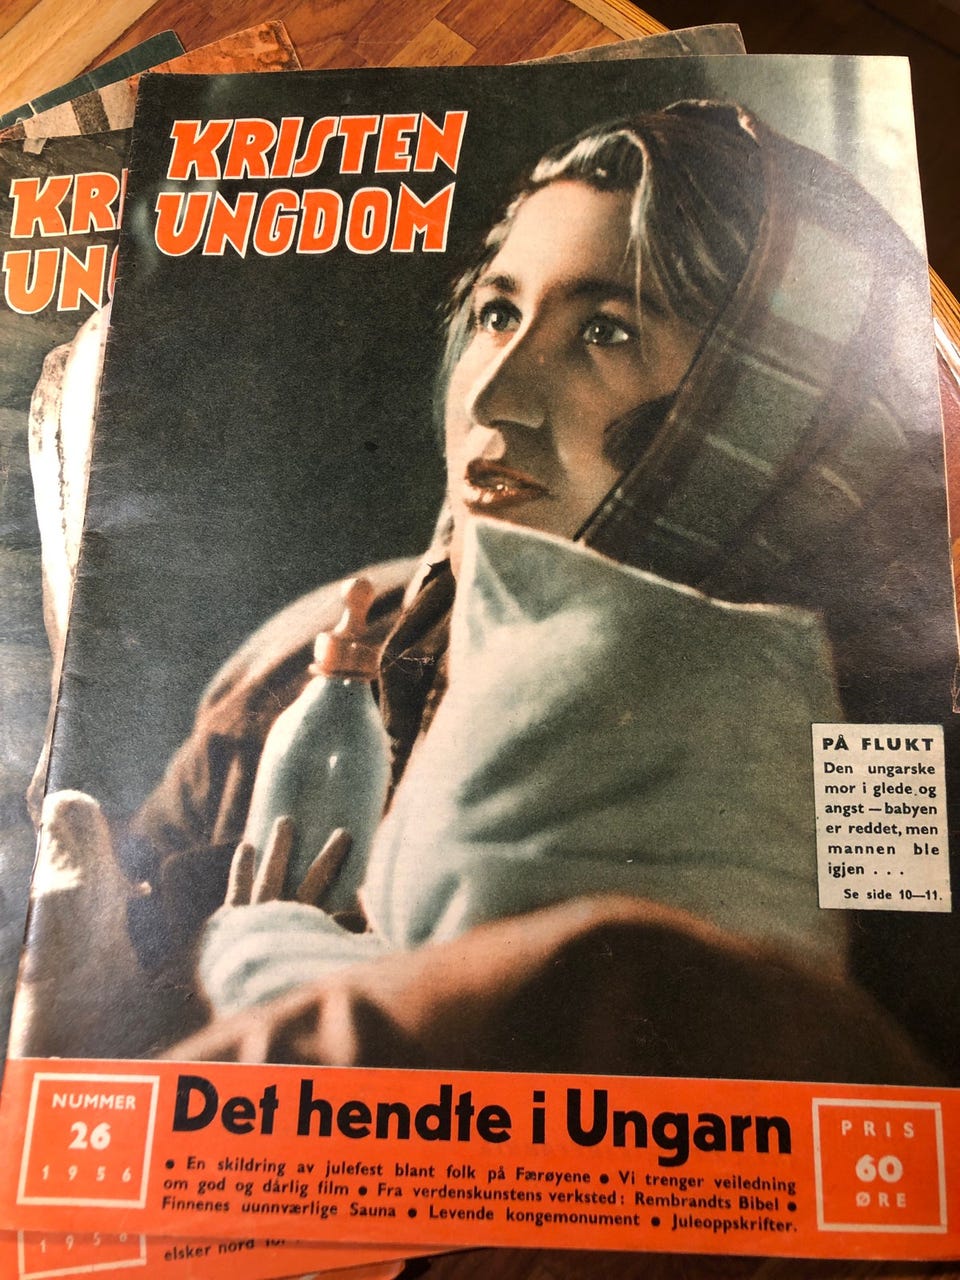 KRISTEN
UNGDOM
KR
UN
PÅ FLUKT
Den ungarske
mor i glede og
angst — babyen
er reddet, men
mannen ble
igjen . . .
Se side 10—11.
NUMMER
26
1956
Det hendte i Ungarn
• En skildring av julefest blant folk på Færøyene • Vi trenger veiledning
om god og dårlig film • Fra verdenskunstens verksted: Rembrandts Bibel •
Finnenes uunnværlige Sauna • Levende kongemonument • Juleoppskrifter.
PRIS
60
ØRE
1956
elsker nord